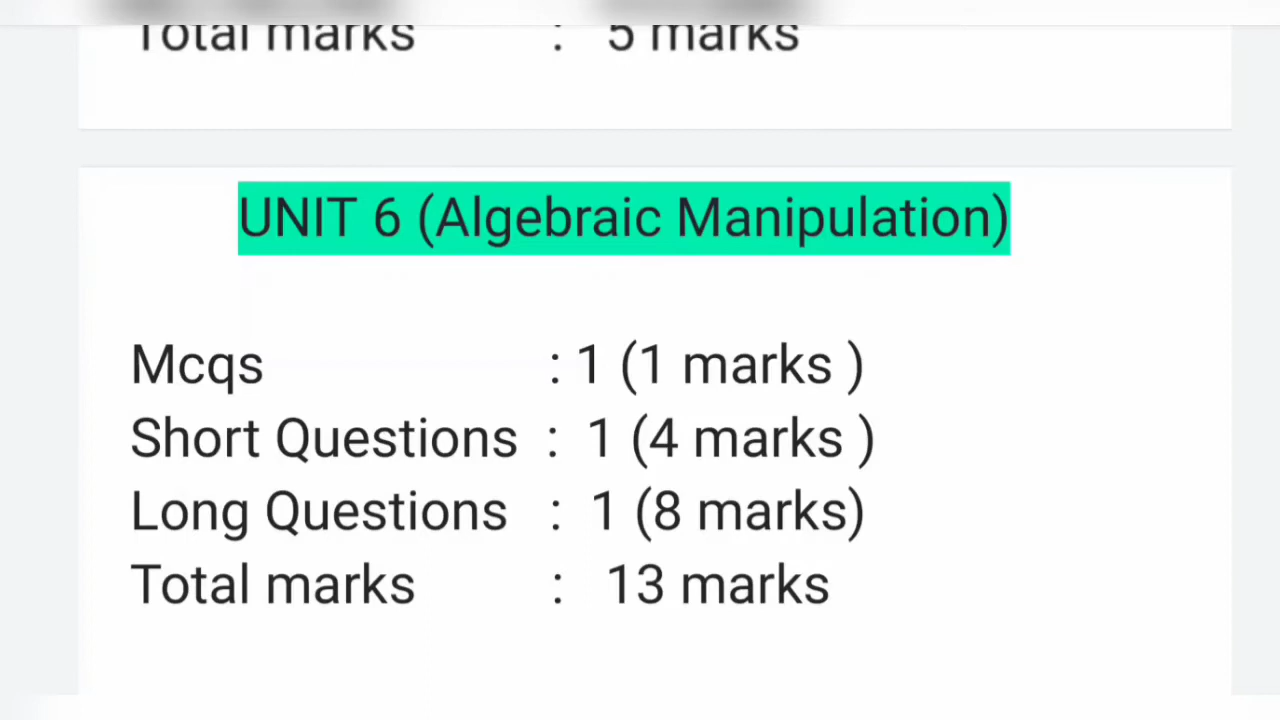 Total marks : 5 marks
UNIT 6 (Algebraic Manipulation)
Mcqs : 1 (1 marks )
Short Questions : 1 (4 marks )
Long Questions : 1 (8 marks)
Total marks : 13 marks